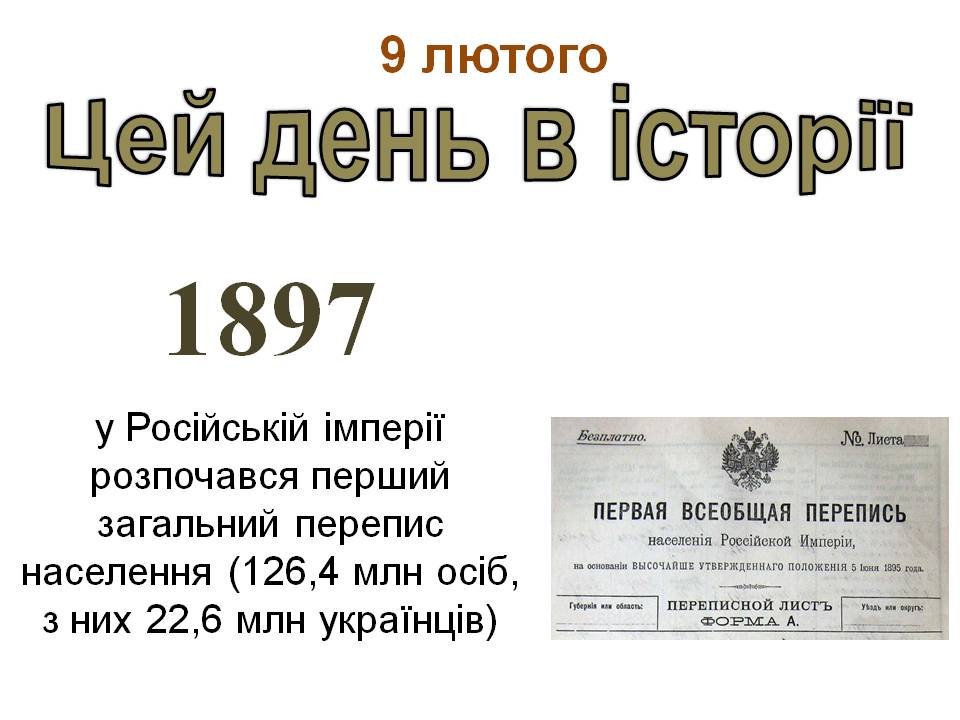 9 лютого
Цей день в історії
1897
у Російській імперії
розпочався перший
загальний перепис
населення (126,4 млн осіб,
з них 22,6 млн українців)
Безплатно.
№ Листа
ПЕРВАЯ ВСЕОБЩАЯ ПЕРЕПИСЬ
населенія Россійской Имперіи,
на основаніи ВЫСОЧАЙШЕ УТВЕРЖДЕННАГО ПОЛОЖЕНІЯ 5 Іюня 1895 года.
Губернія или область:
ПЕРЕПИСНОЙ ЛИСТЪ
Уѣздъ или округъ:
ФОРМА А.